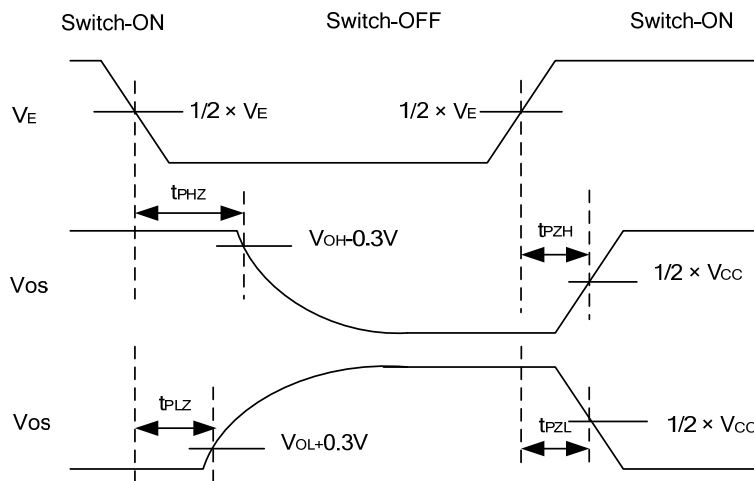 Switch-ON Switch-OFF Switch-ON
VE 1/2 × VE 1/2 × VE
tPHZ
VOH-0.3V
tPZH
Vos 1/2 × VCC
tPLZ
Vos
VOL+0.3V
tPZL
1/2 × VCC